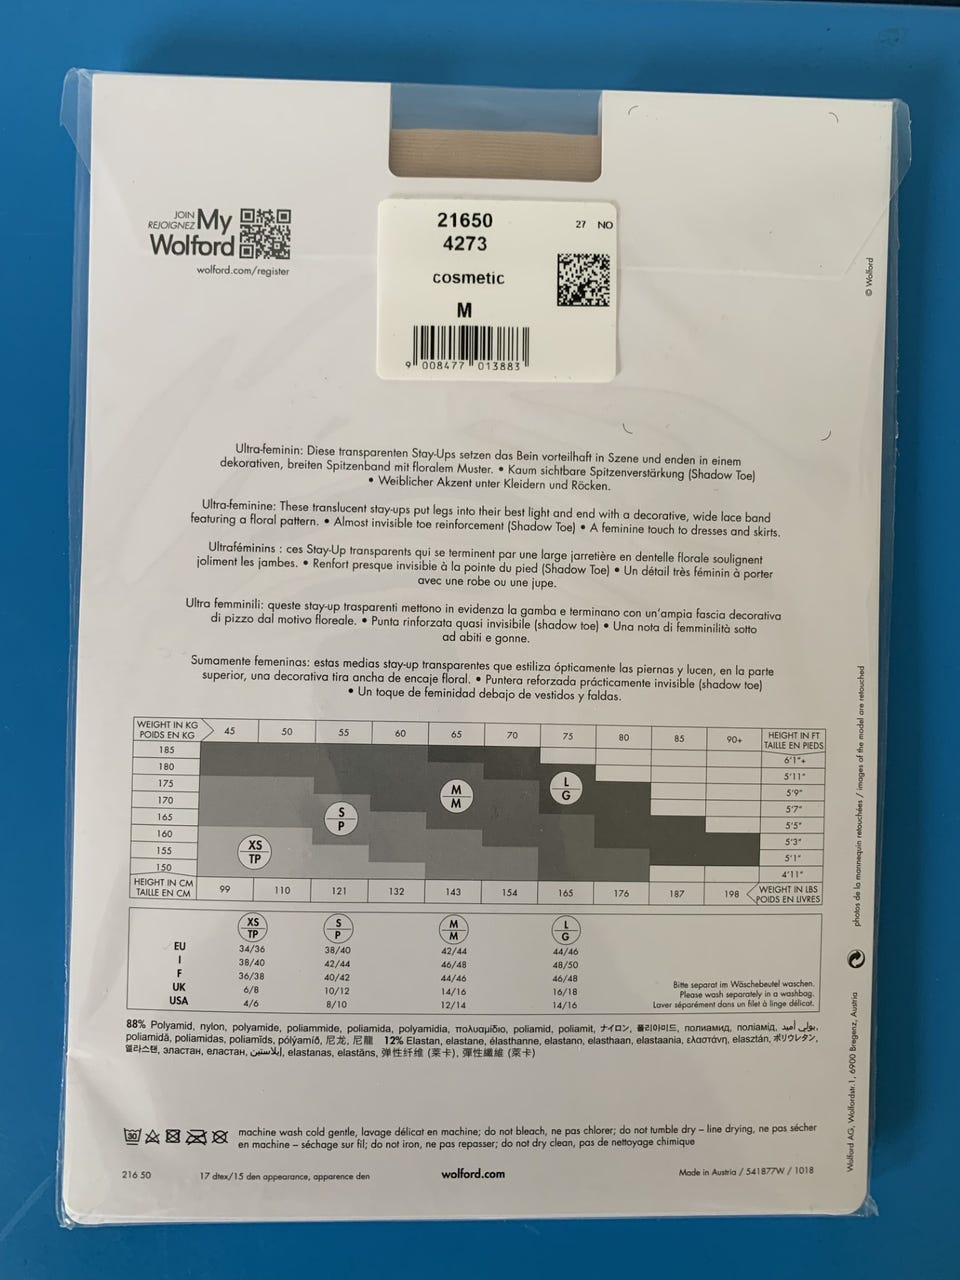 JOIN
REJOIGNEZ My
Wolford
wolford.com/register
21650
27 NO
4273
cosmetic
M
9 008477 013883
© Wolford
Ultra-feminin: Diese transparenten Stay-Ups setzen das Bein vorteilhaft in Szene und enden in einem
dekorativen, breiten Spitzenband mit floralem Muster. • Kaum sichtbare Spitzenverstärkung (Shadow Toe)
• Weiblicher Akzent unter Kleidern und Röcken.
Ultra-feminine: These translucent stay-ups put legs into their best light and end with a decorative, wide lace band
featuring a floral pattern. • Almost invisible toe reinforcement (Shadow Toe) • A feminine touch to dresses and skirts.
Ultraféminins : ces Stay-Up transparents qui se terminent par une large jarretière en dentelle florale soulignent
joliment les jambes. • Renfort presque invisible à la pointe du pied (Shadow Toe) • Un détail très féminin à porter
avec une robe ou une jupe.
Ultra femminili: queste stay-up trasparenti mettono in evidenza la gamba e terminano con un'ampia fascia decorativa
di pizzo dal motivo floreale. • Punta rinforzata quasi invisibile (shadow toe) • Una nota di femminilità sotto
ad abiti e gonne.
Sumamente femeninas: estas medias stay-up transparentes que estiliza ópticamente las piernas y lucen, en la parte
superior, una decorativa tira ancha de encaje floral. • Puntera reforzada prácticamente invisible (shadow toe)
• Un toque de feminidad debajo de vestidos y faldas.
WEIGHT IN KG
POIDS EN KG
45 50 55 60 65 70 75 80 85 90+
HEIGHT IN FT
TAILLE EN PIEDS
185 6'1"+
180 5'11"
175 5'9"
170 5'7"
165 5'5"
160 5'3"
155 5'1"
150 4'11"
XS
TP
S
P
M
M
L
G
HEIGHT IN CM
TAILLE EN CM
99 110 121 132 143 154 165 176 187 198
WEIGHT IN LBS
POIDS EN LIVRES
XS S M L
TP P M G
EU 34/36 38/40 42/44 44/46
I 38/40 42/44 46/48 48/50
F 36/38 40/42 44/46 46/48
UK 6/8 10/12 14/16 16/18
USA 4/6 8/10 12/14 14/16
Bitte separat im Wäschebeutel waschen.
Please wash separately in a washbag.
Laver séparément dans un filet à linge délicat.
88% Polyamid, nylon, polyamide, poliammide, poliamida, polyamidia, πολυαμίδιο, poliamid, poliamit, ナイロン, 폴리아미드, полиамид, поліамід, بولي أميد,
poliamidă, poliamidas, poliamīds, pólýamíð, 尼龙, 尼龍 12% Elastan, elastane, élasthanne, elastano, elasthaan, elastaania, ελαστάνη, elasztán, ポリウレタン,
엘라스탠, эластан, еластан, إيلاستين, elastanas, elastāns, 弹性纤维 (莱卡), 彈性纖維 (萊卡)
30
machine wash cold gentle, lavage délicat en machine; do not bleach, ne pas chlorer; do not tumble dry – line drying, ne pas sécher
en machine – séchage sur fil; do not iron, ne pas repasser; do not dry clean, pas de nettoyage chimique
216 50
17 dtex/15 den appearance, apparence den
wolford.com
Made in Austria / 541877W / 1018
photos de la mannequin retouchées / images of the model are retouched
Wolford AG, Wolfordstr.1, 6900 Bregenz, Austria